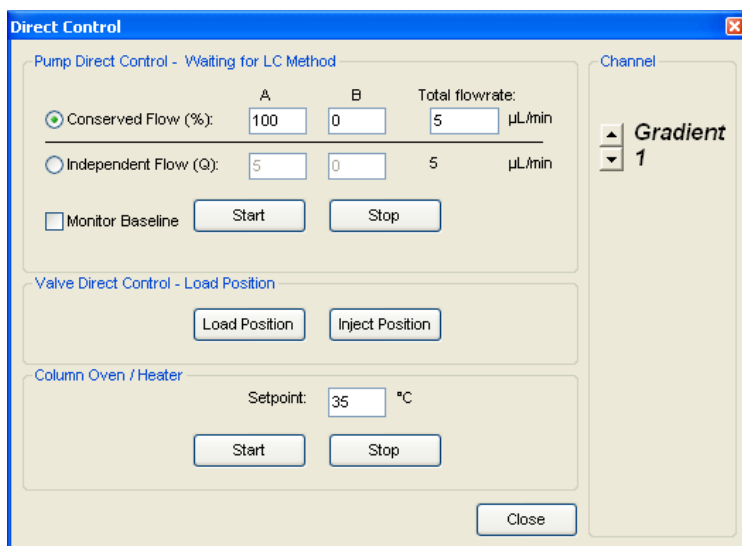 Direct Control
Pump Direct Control - Waiting for LC Method
A B Total flowrate:
Conserved Flow (%): 100 0 5 µL/min
Independent Flow (Q): 5 0 5 µL/min
Monitor Baseline Start Stop
Valve Direct Control - Load Position
Load Position Inject Position
Column Oven / Heater
Setpoint: 35 °C
Start Stop
Close
Channel
Gradient
1